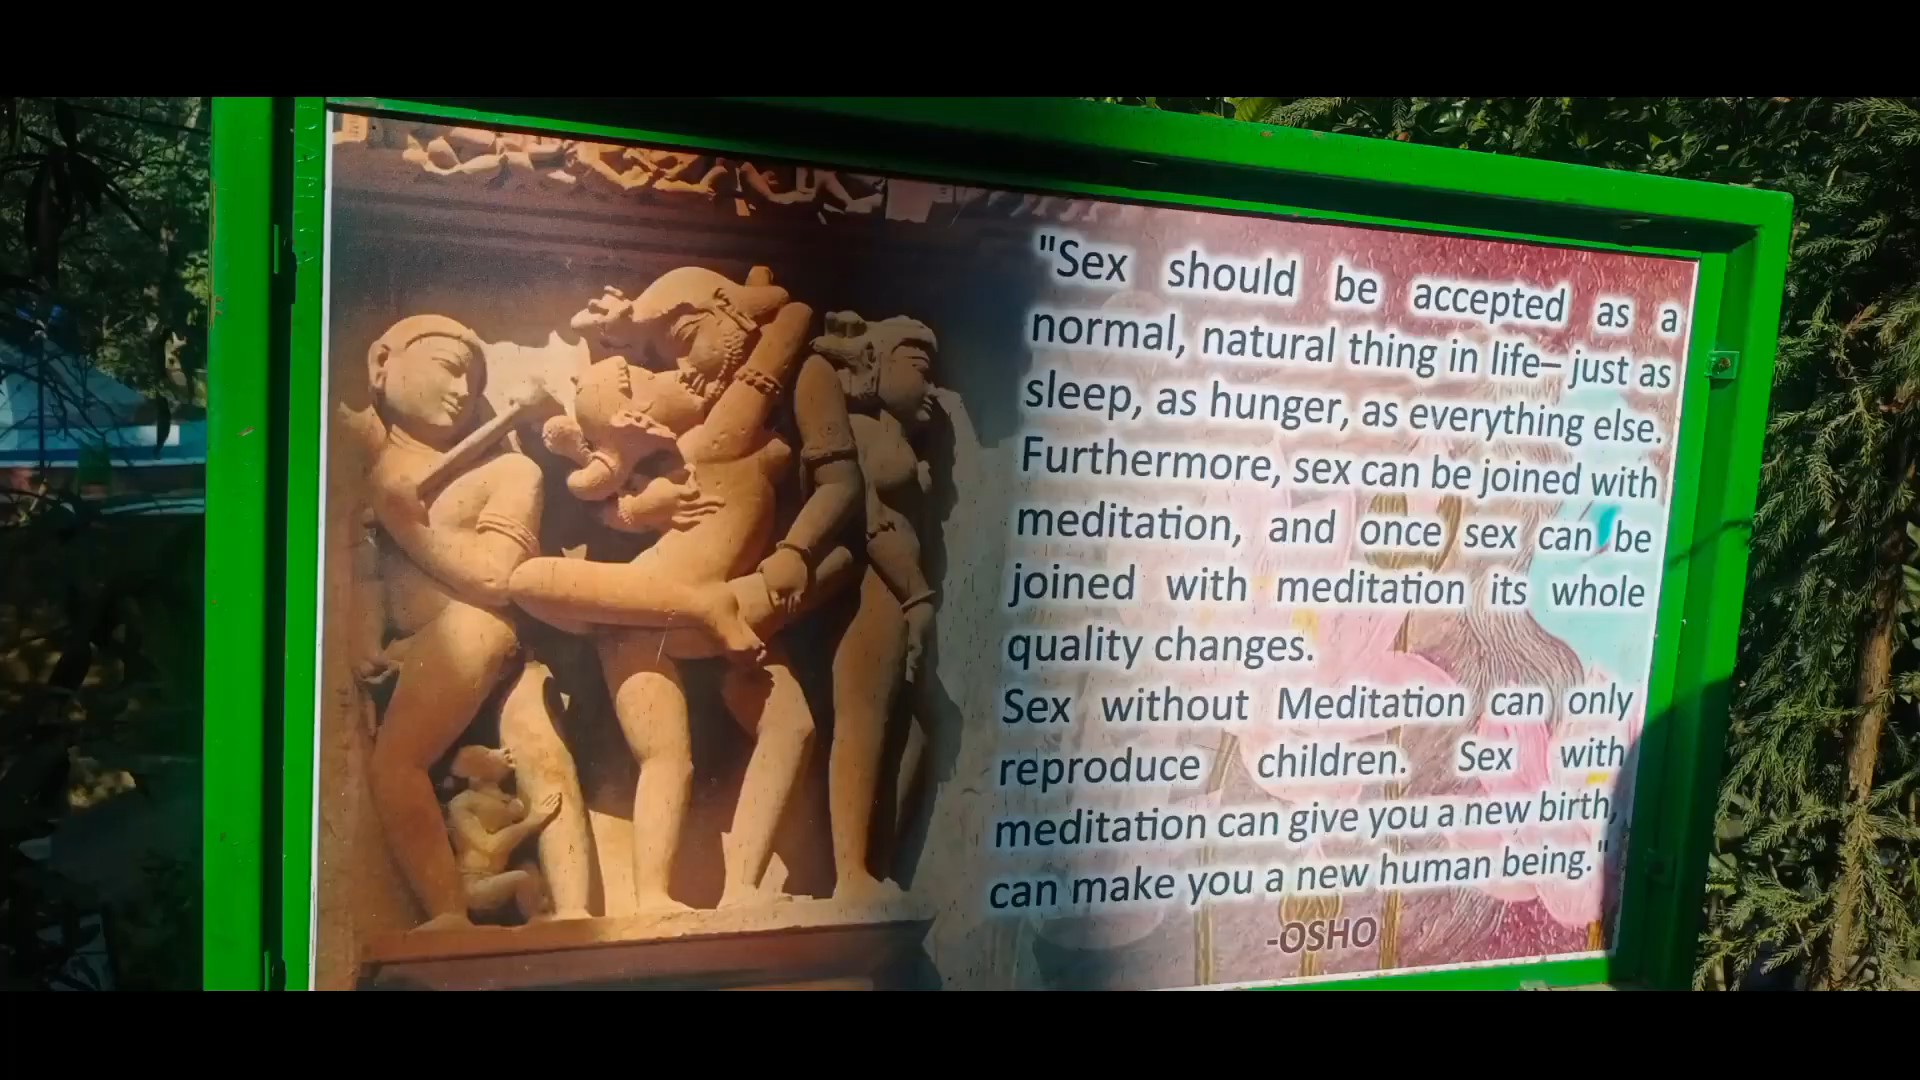 "Sex should be accepted as a
normal, natural thing in life– just as
sleep, as hunger, as everything else.
Furthermore, sex can be joined with
meditation, and once sex can be
joined with meditation its whole
quality changes.
Sex without Meditation can only
reproduce children. Sex with
meditation can give you a new birth,
can make you a new human being."
-OSHO